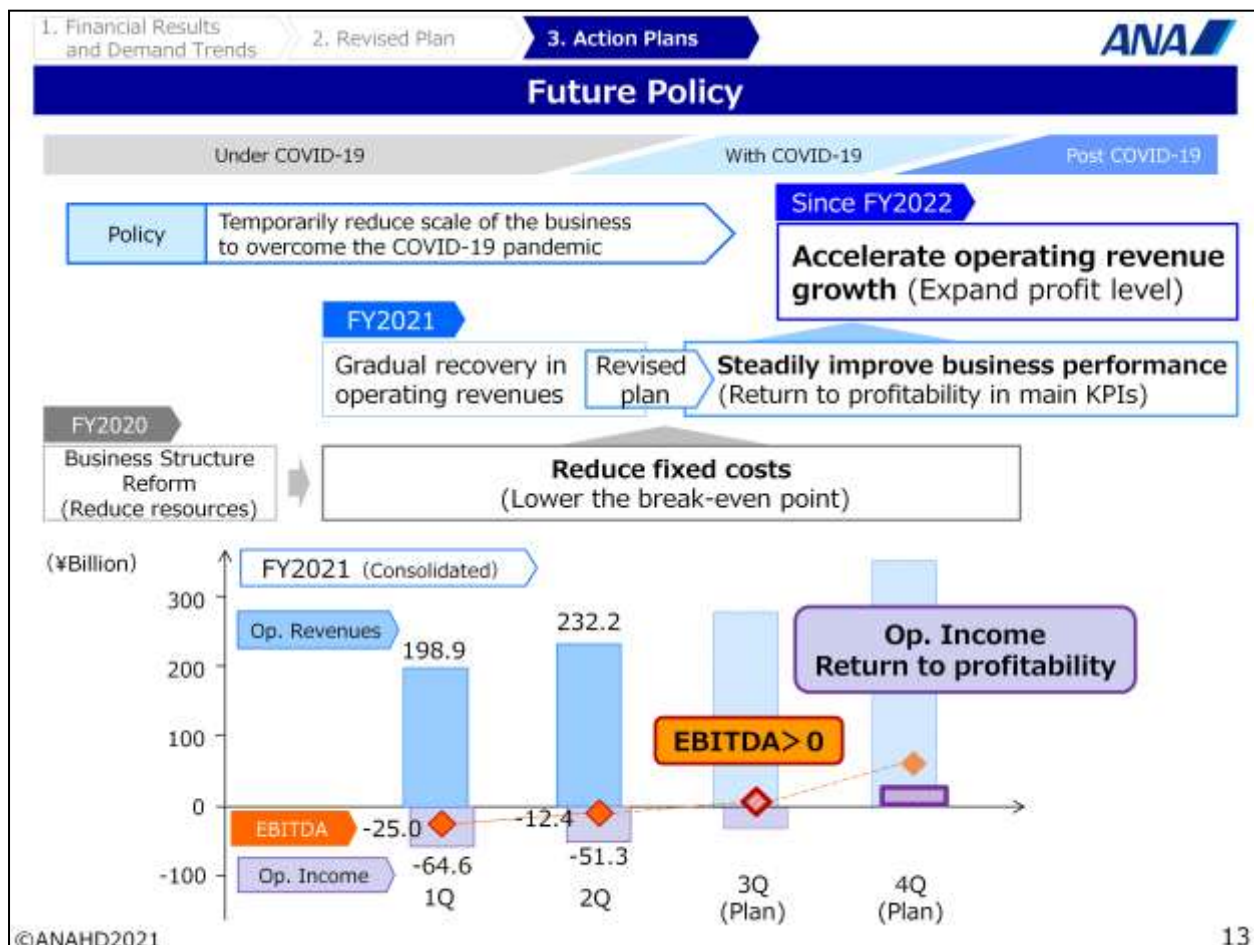 1. Financial Results
and Demand Trends
2. Revised Plan
3. Action Plans
ANA
Future Policy
Under COVID-19
With COVID-19
Post COVID-19
Policy
Temporarily reduce scale of the business
to overcome the COVID-19 pandemic
Since FY2022
Accelerate operating revenue
growth (Expand profit level)
FY2021
Gradual recovery in
operating revenues
Revised
plan
Steadily improve business performance
(Return to profitability in main KPIs)
FY2020
Business Structure
Reform
(Reduce resources)
Reduce fixed costs
(Lower the break-even point)
(¥Billion)
FY2021 (Consolidated)
300
Op. Revenues
232.2
198.9
Op. Income
Return to profitability
200
100
EBITDA>0
0
EBITDA
-25.0
-12.4
-64.6
-51.3
-100
Op. Income
1Q
2Q
3Q
(Plan)
4Q
(Plan)
©ANAHD2021
13